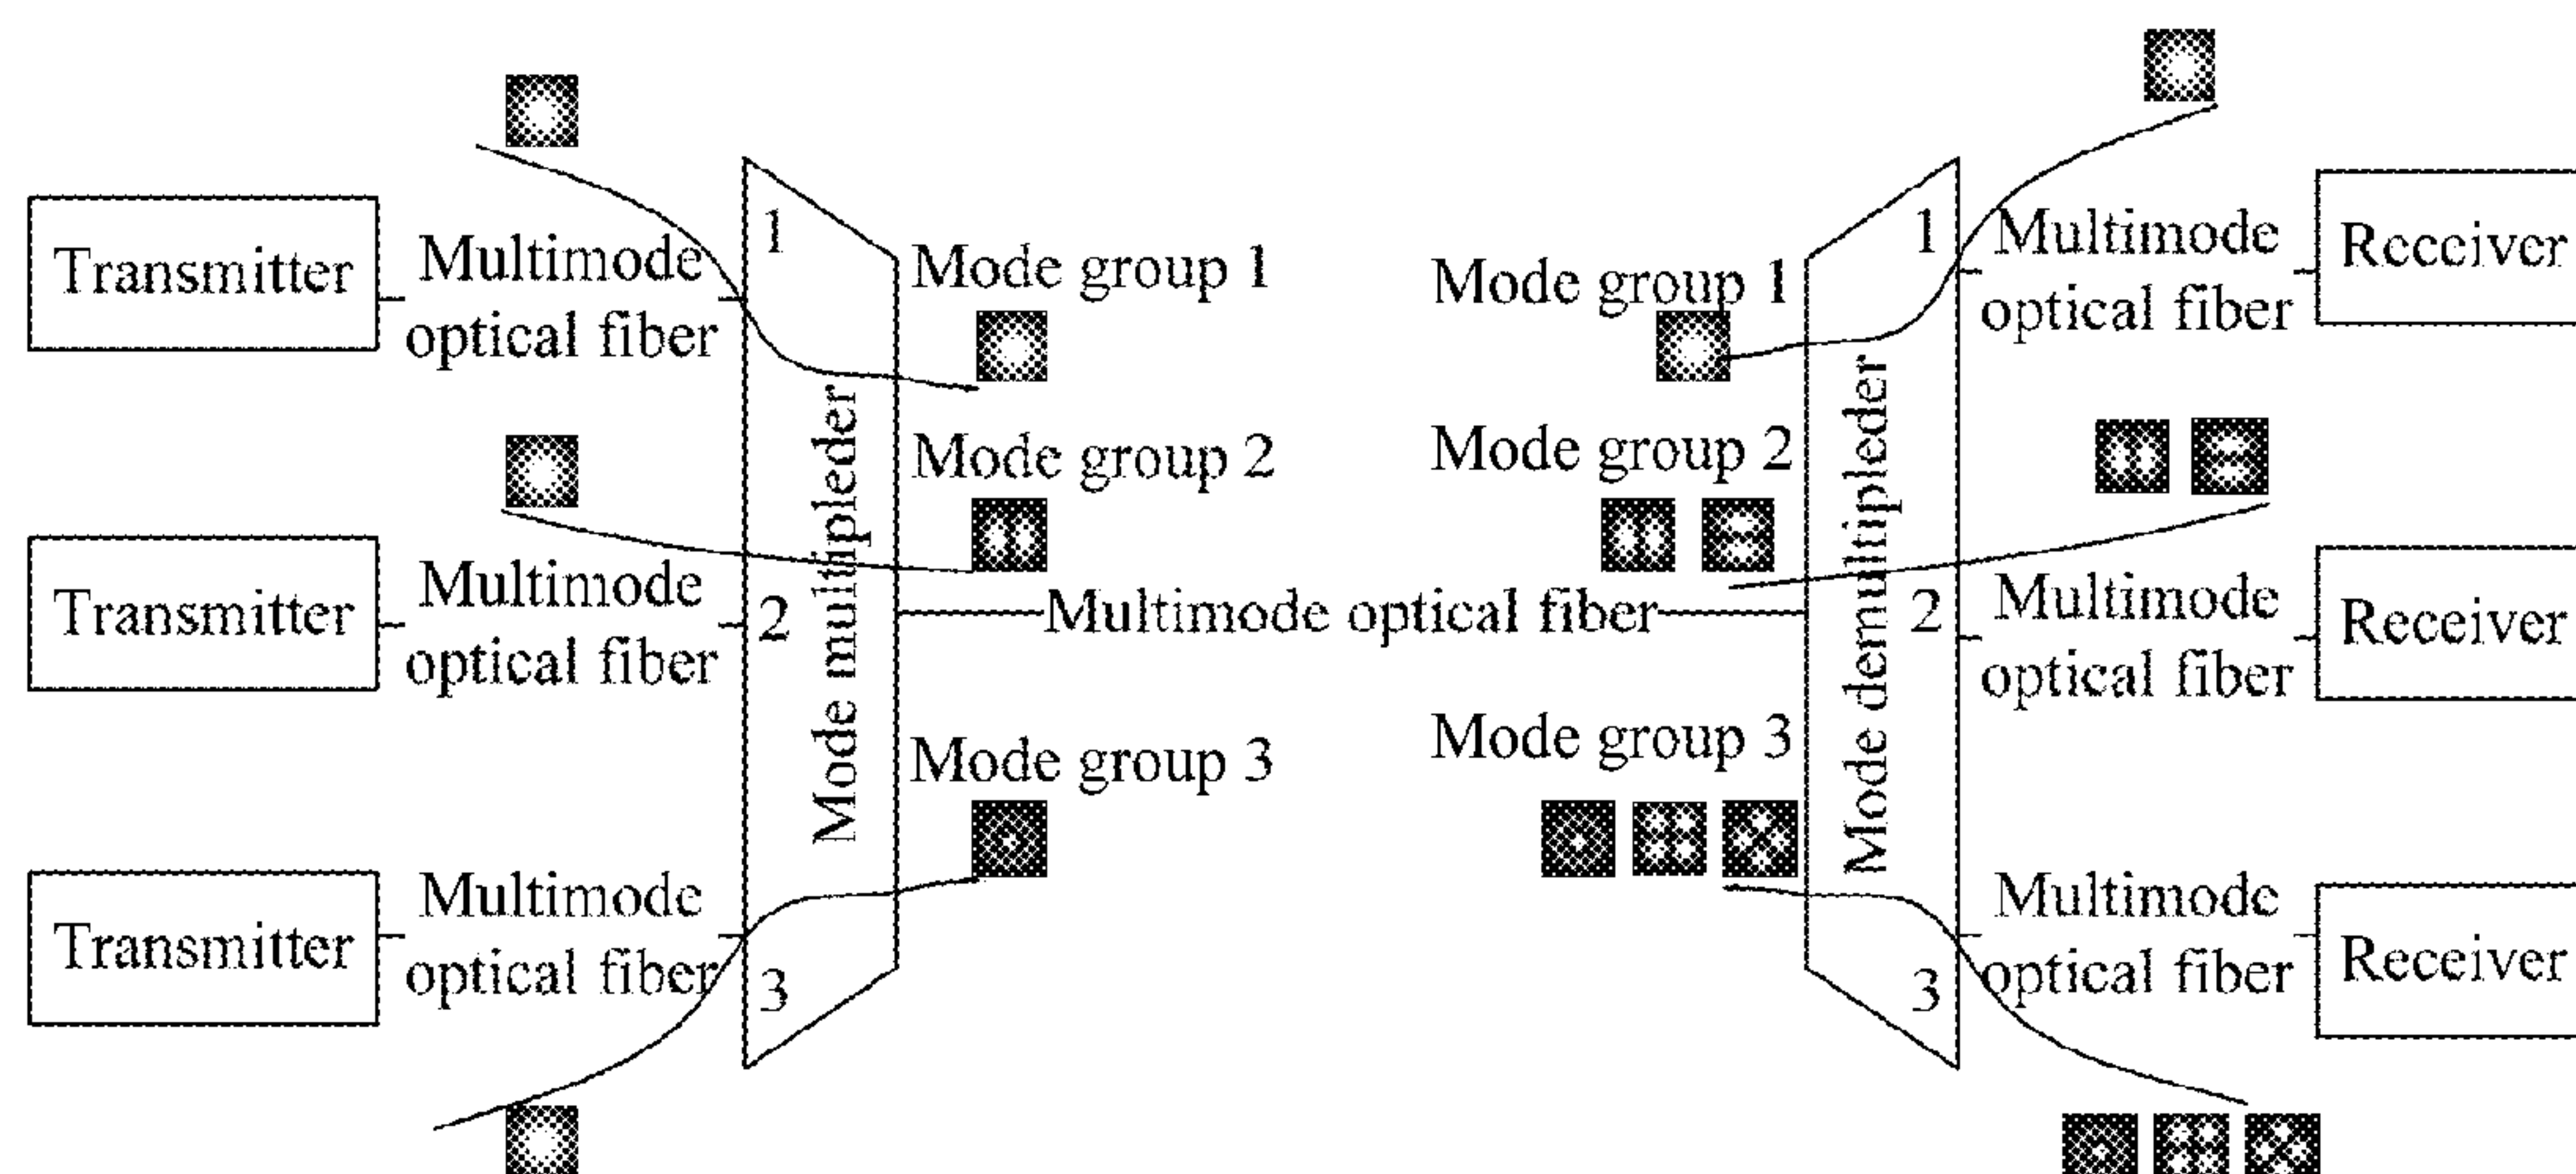 Transmitter
Multimode
optical fiber
1
Mode group 1
Mode group 1
1
Multimode
optical fiber
Receiver
Mode group 2
Mode group 2
Transmitter
Multimode
optical fiber
2
Mode multipleder
Multimode optical fiber
Mode demultipleder
2
Multimode
optical fiber
Receiver
Mode group 3
Mode group 3
Transmitter
Multimode
optical fiber
3
3
Multimode
optical fiber
Receiver